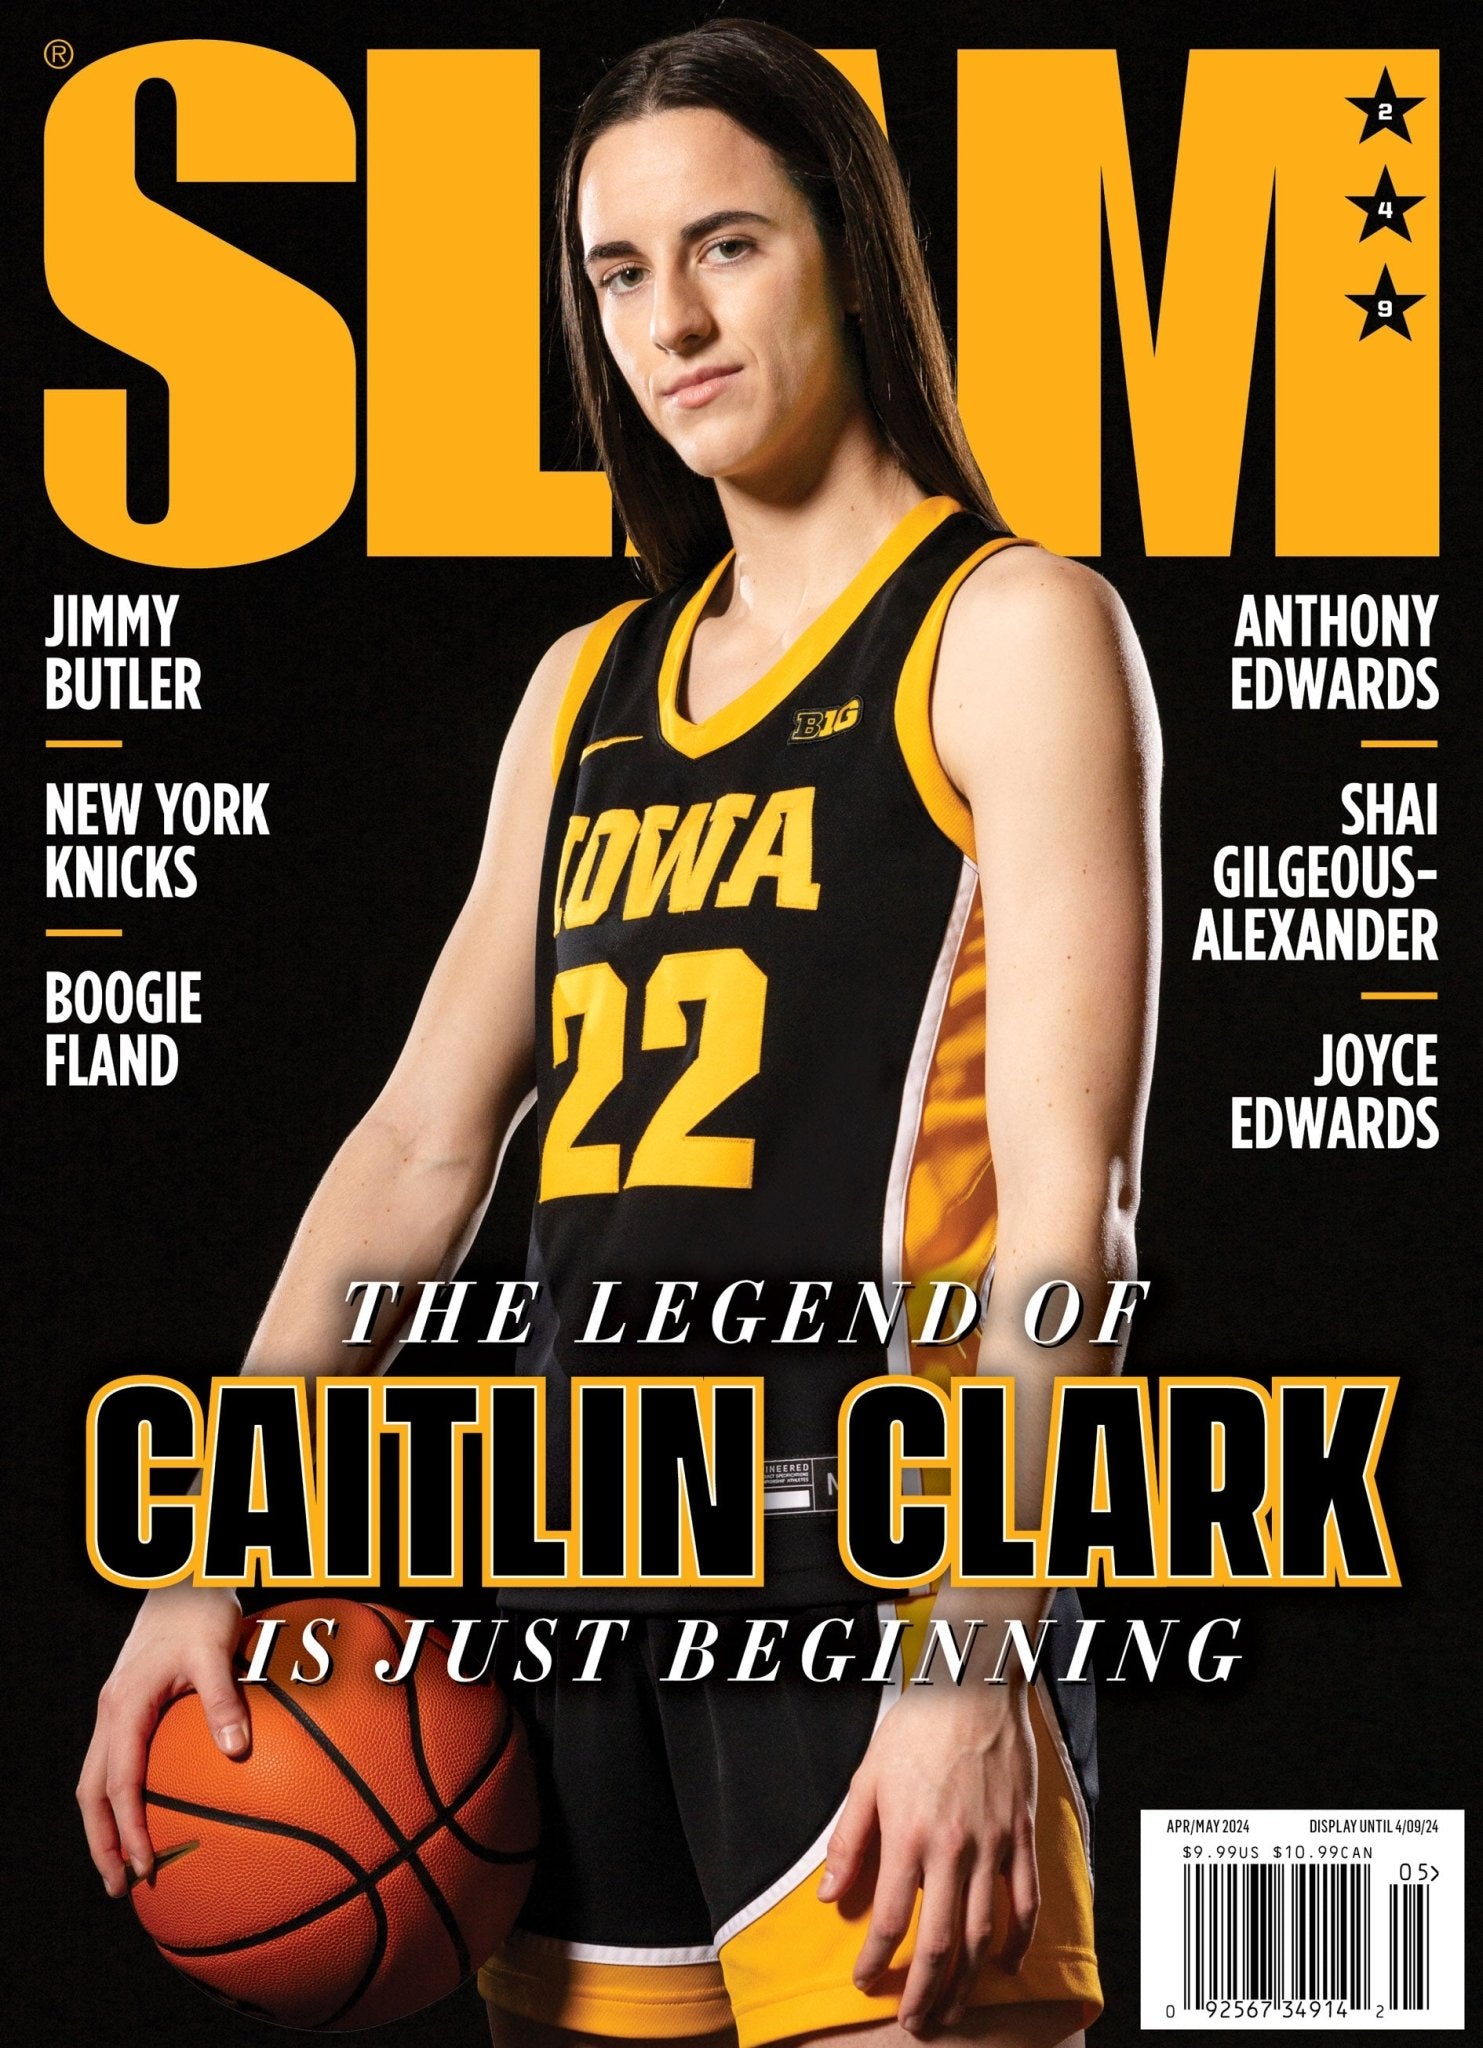 ®
SLAM
2
4
9
JIMMY
BUTLER
NEW YORK
KNICKS
BOOGIE
FLAND
ANTHONY
EDWARDS
SHAI
GILGEOUS-
ALEXANDER
JOYCE
EDWARDS
B1G
IOWA
22
THE LEGEND OF
CAITLIN CLARK
IS JUST BEGINNING
APR/MAY 2024 DISPLAY UNTIL 4/09/24
$9.99US $10.99CAN
05>
0 92567 34914 2